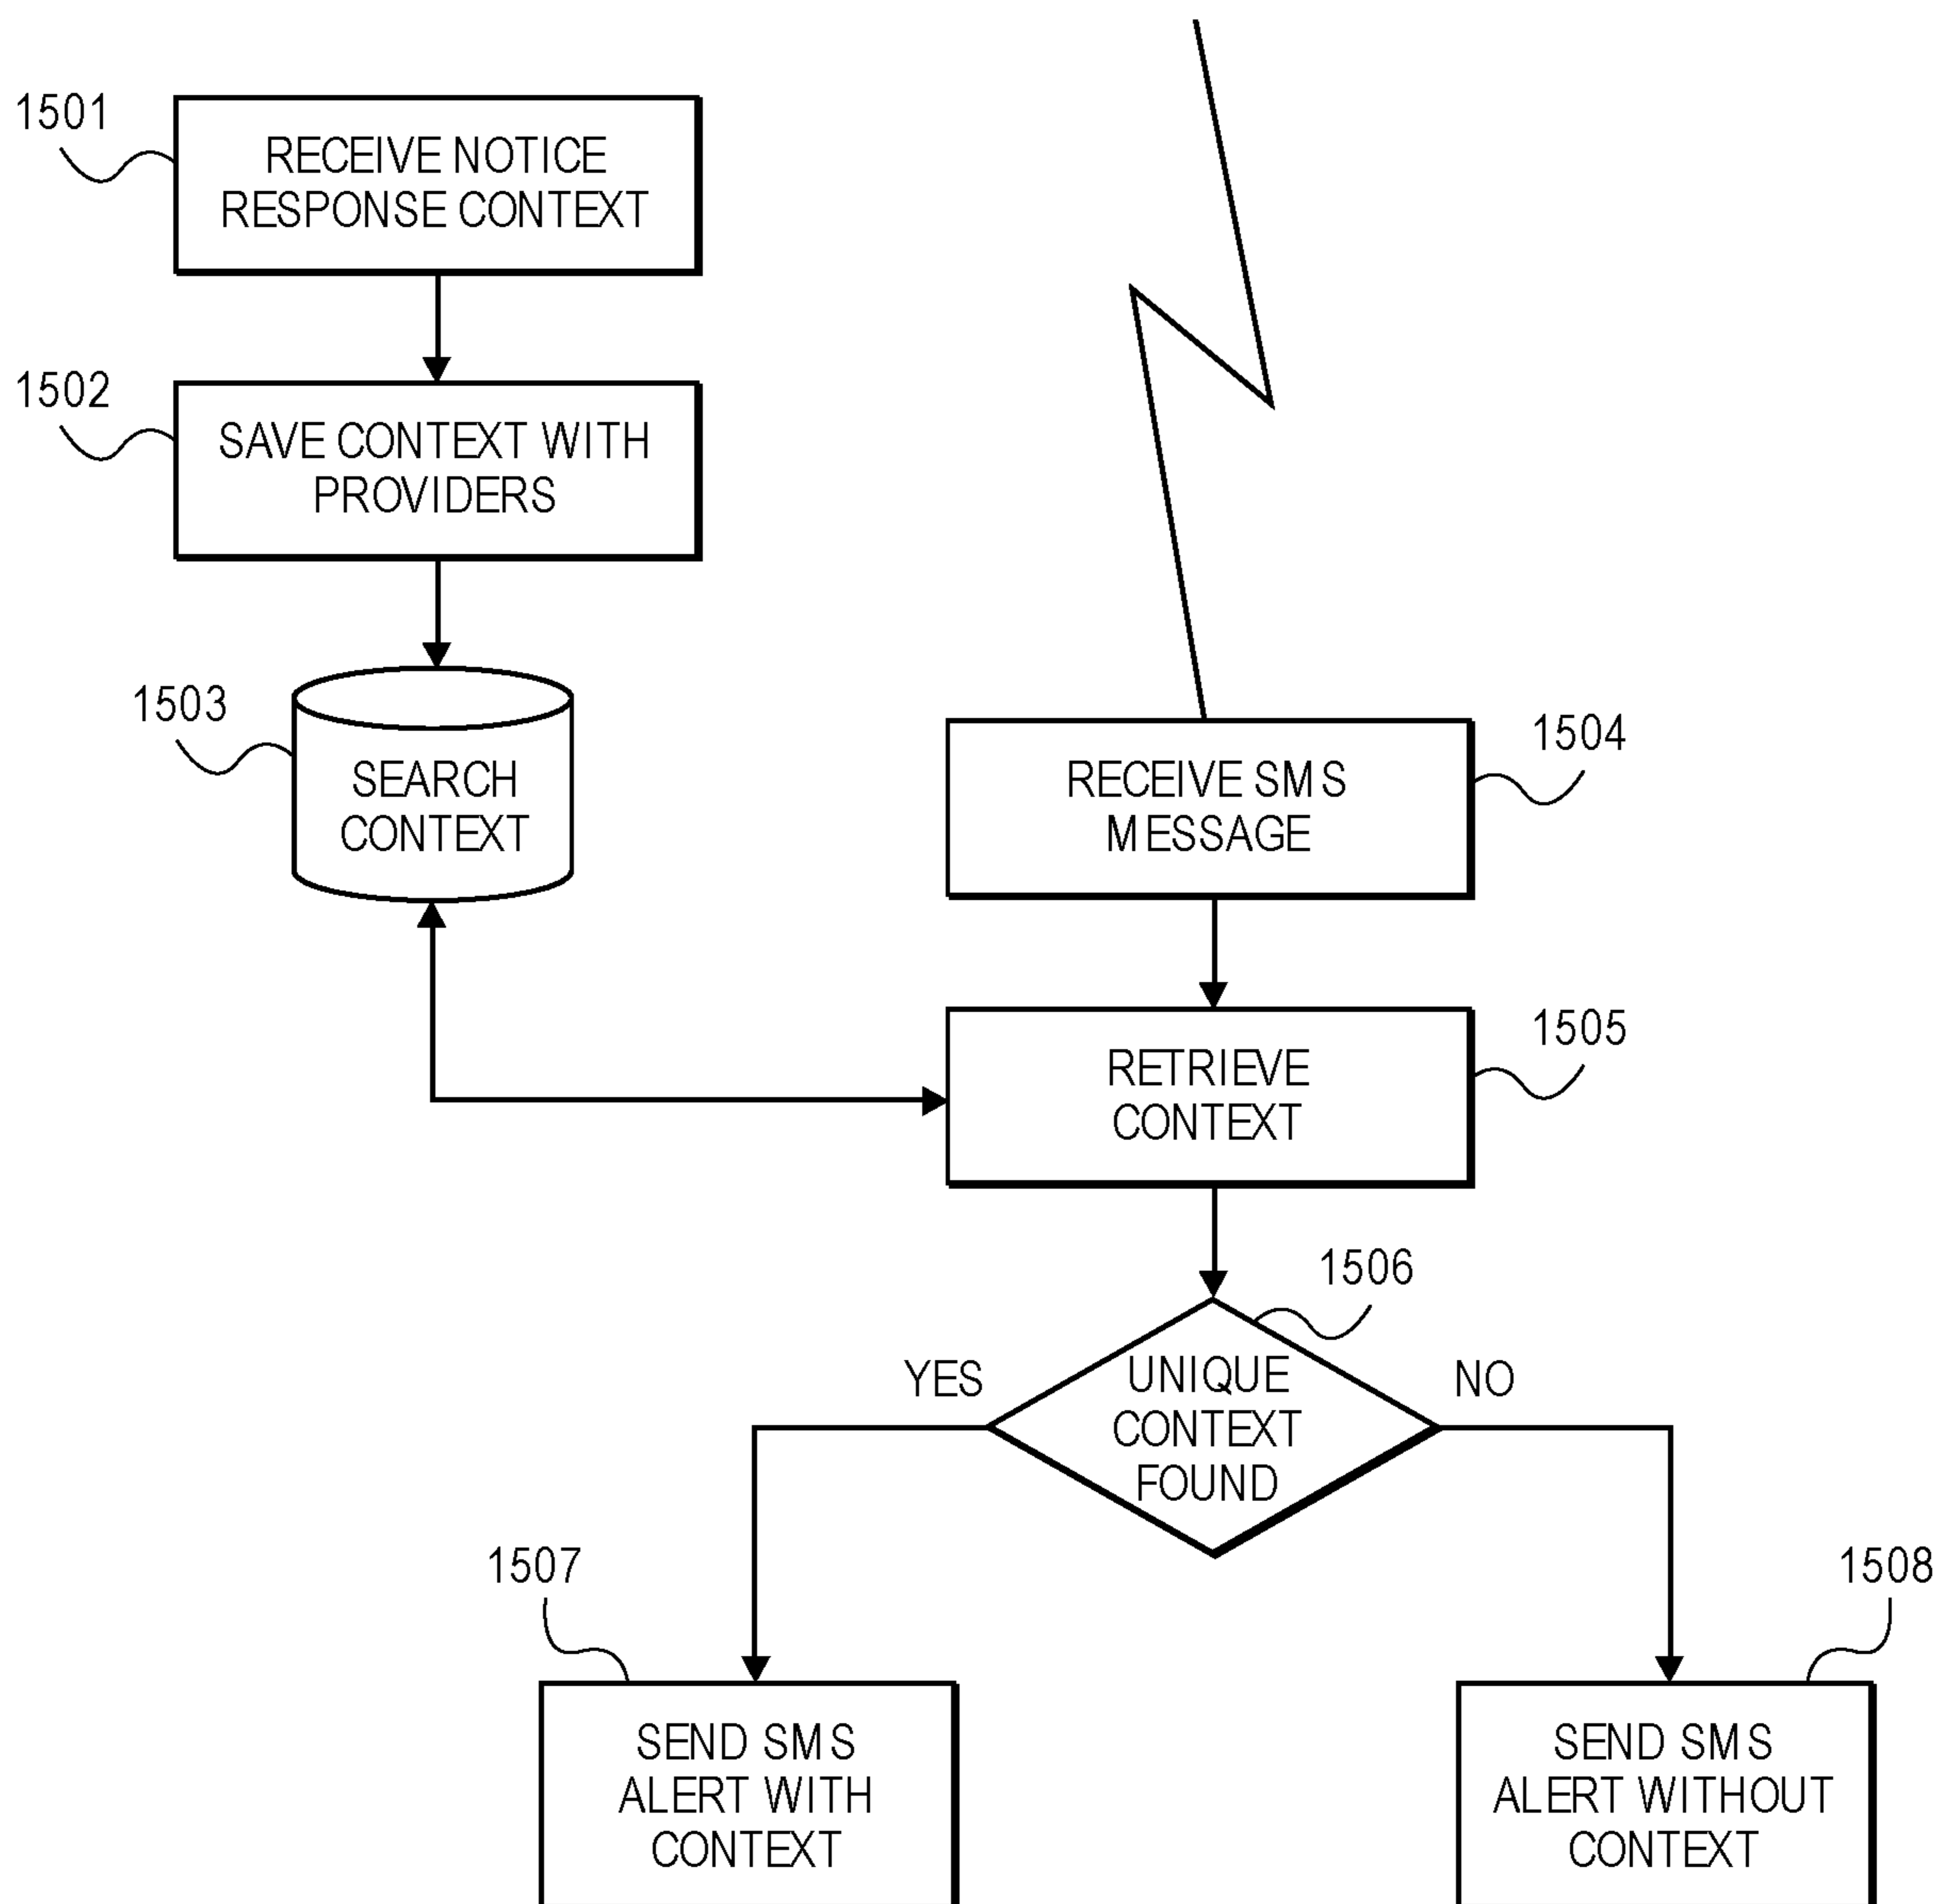 1501
RECEIVE NOTICE
RESPONSE CONTEXT
1502
SAVE CONTEXT WITH
PROVIDERS
1503
SEARCH
CONTEXT
1504
RECEIVE SMS
MESSAGE
1505
RETRIEVE
CONTEXT
1506
UNIQUE
CONTEXT
FOUND
YES
NO
1507
SEND SMS
ALERT WITH
CONTEXT
1508
SEND SMS
ALERT WITHOUT
CONTEXT